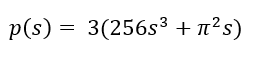 p(s) = 3(256s³ + π²s)